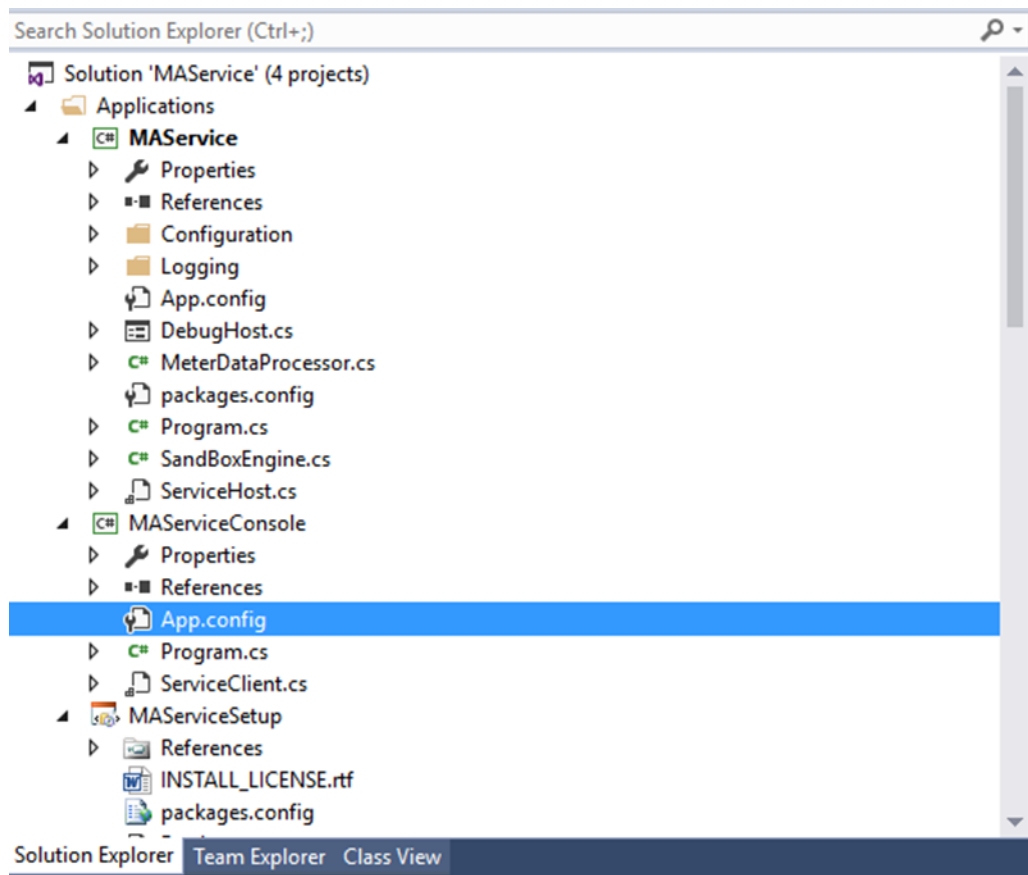 Search Solution Explorer (Ctrl+;)
Solution 'MAService' (4 projects)
Applications
C# MAService
Properties
References
Configuration
Logging
App.config
DebugHost.cs
C# MeterDataProcessor.cs
packages.config
C# Program.cs
C# SandBoxEngine.cs
ServiceHost.cs
C# MAServiceConsole
Properties
References
App.config
C# Program.cs
ServiceClient.cs
MAServiceSetup
References
INSTALL_LICENSE.rtf
packages.config
Solution Explorer Team Explorer Class View